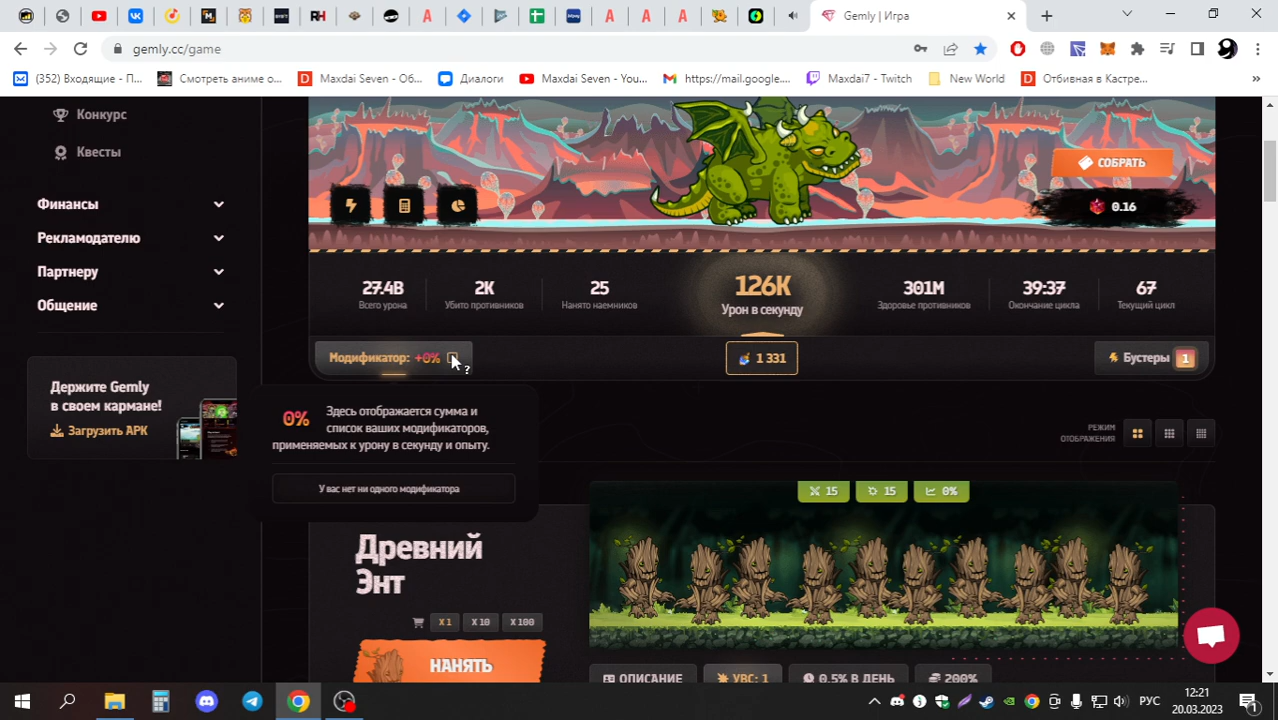 Gemly | Игра
gemly.cc/game
(352) Входящие - П...
Смотреть аниме о...
Maxdai Seven - Об...
Диалоги
Maxdai Seven - You...
https://mail.google....
Maxdai7 - Twitch
New World
Отбивная в Кастре...
Конкурс
Квесты
Финансы
Рекламодателю
Партнеру
Общение
Держите Gemly
в своем кармане!
Загрузить APK
СОБРАТЬ
0.16
27.4B
Всего урона
2K
Убито противников
25
Нанято наемников
126K
Урон в секунду
301M
Здоровье противников
39:37
Окончание цикла
67
Текущий цикл
Модификатор: +0%
1 331
Бустеры 1
0%
Здесь отображается сумма и
список ваших модификаторов,
применяемых к урону в секунду и опыту.
У вас нет ни одного модификатора
РЕЖИМ
ОТОБРАЖЕНИЯ
15
15
0%
Древний
Энт
X 1
X 10
X 100
НАНЯТЬ
ОПИСАНИЕ
УВС: 1
0.5% В ДЕНЬ
200%
РУС
12:21
20.03.2023
1